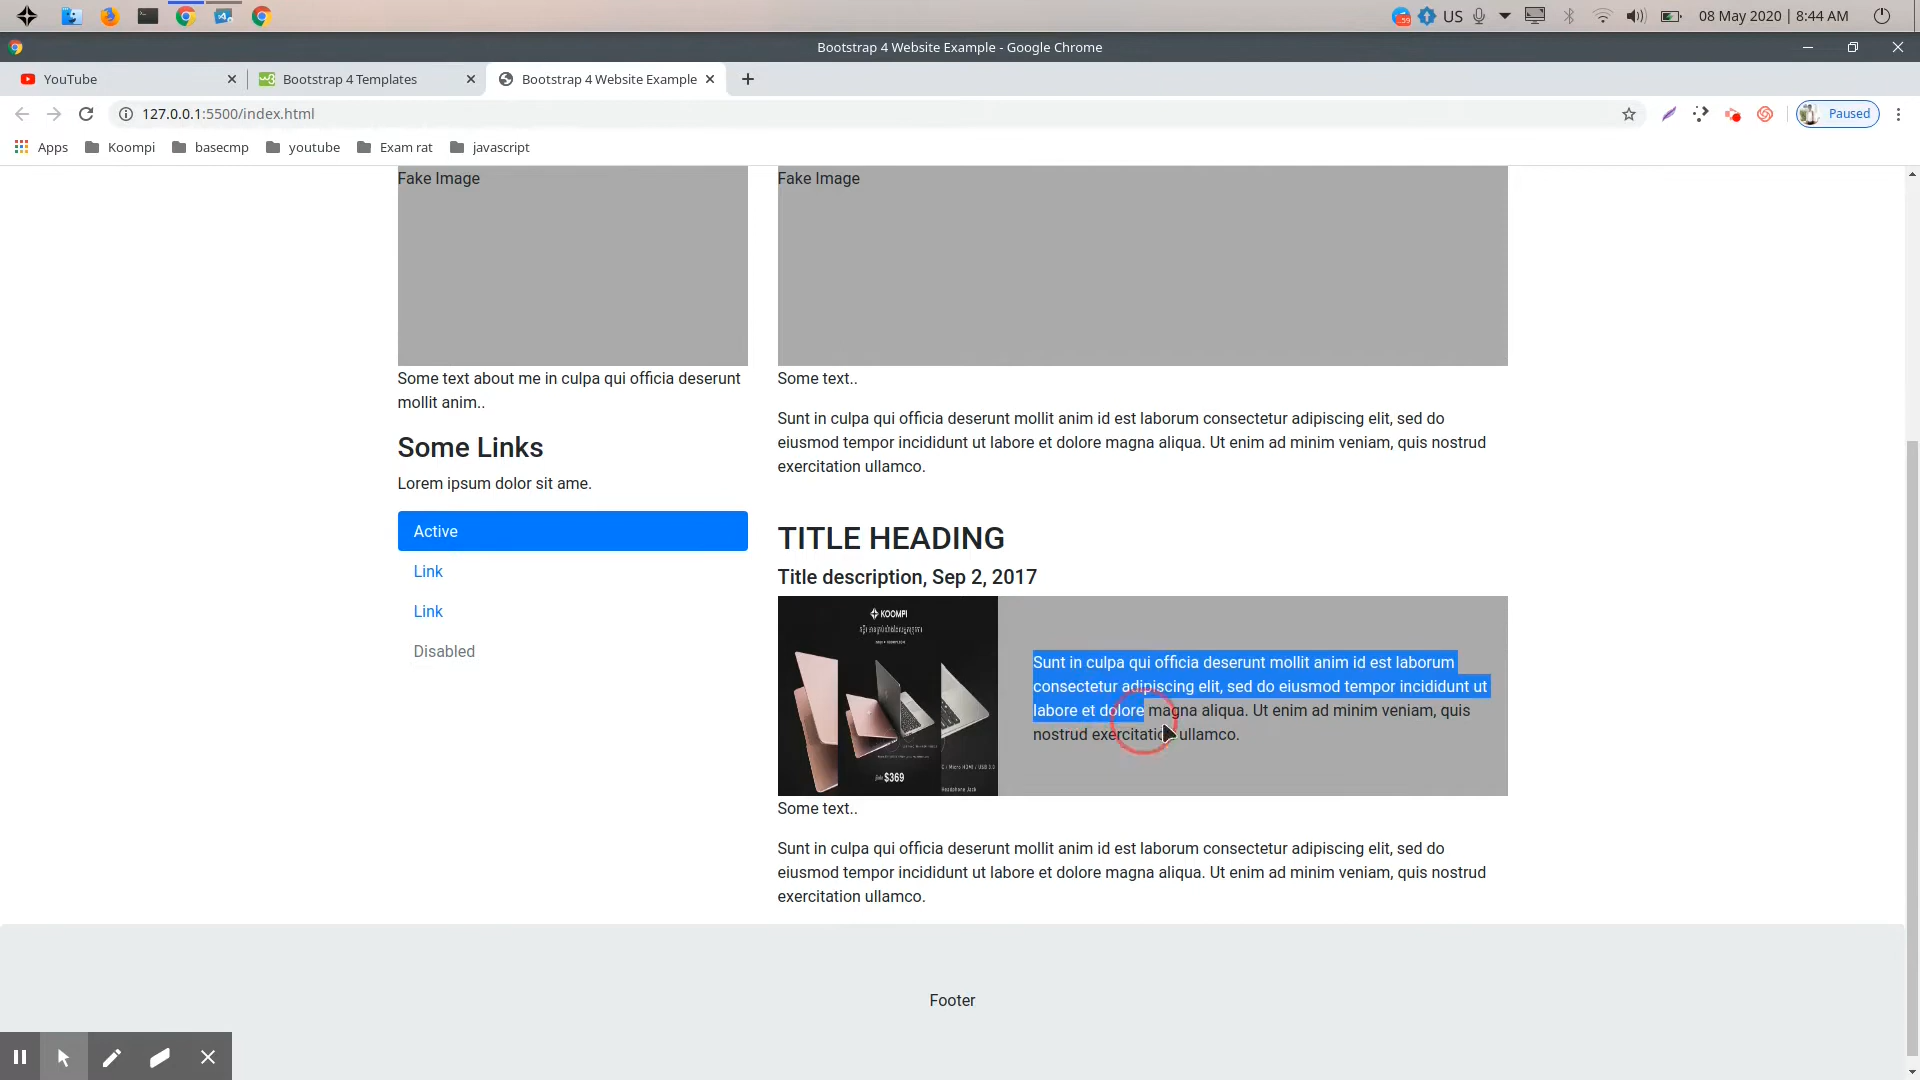 US
08 May 2020 | 8:44 AM
Bootstrap 4 Website Example - Google Chrome
YouTube
Bootstrap 4 Templates
Bootstrap 4 Website Example
127.0.0.1:5500/index.html
Paused
Apps
Koompi
basecmp
youtube
Exam rat
javascript
Fake Image
Some text about me in culpa qui officia deserunt
mollit anim..
Some Links
Lorem ipsum dolor sit ame.
Active
Link
Link
Disabled
Fake Image
Some text..
Sunt in culpa qui officia deserunt mollit anim id est laborum consectetur adipiscing elit, sed do
eiusmod tempor incididunt ut labore et dolore magna aliqua. Ut enim ad minim veniam, quis nostrud
exercitation ullamco.
TITLE HEADING
Title description, Sep 2, 2017
KOOMPI
$369
C / Micro HDMI / USB 3.0
Headphone Jack
Sunt in culpa qui officia deserunt mollit anim id est laborum
consectetur adipiscing elit, sed do eiusmod tempor incididunt ut
labore et dolore magna aliqua. Ut enim ad minim veniam, quis
nostrud exercitation ullamco.
Some text..
Sunt in culpa qui officia deserunt mollit anim id est laborum consectetur adipiscing elit, sed do
eiusmod tempor incididunt ut labore et dolore magna aliqua. Ut enim ad minim veniam, quis nostrud
exercitation ullamco.
Footer